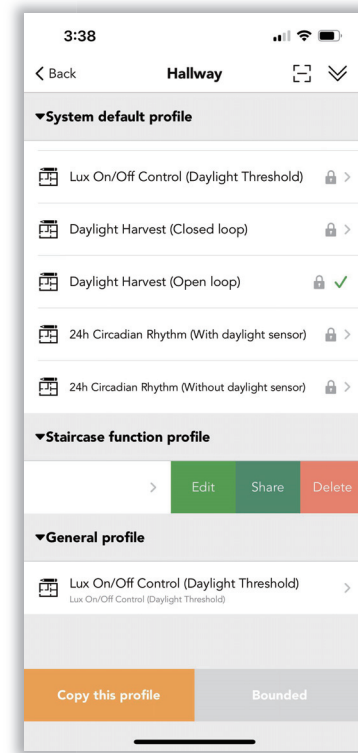 3:38
Back
Hallway
▼System default profile
Lux On/Off Control (Daylight Threshold)
Daylight Harvest (Closed loop)
Daylight Harvest (Open loop)
24h Circadian Rhythm (With daylight sensor)
24h Circadian Rhythm (Without daylight sensor)
▼Staircase function profile
Edit Share Delete
▼General profile
Lux On/Off Control (Daylight Threshold)
Lux On/Off Control (Daylight Threshold)
Copy this profile Bounded